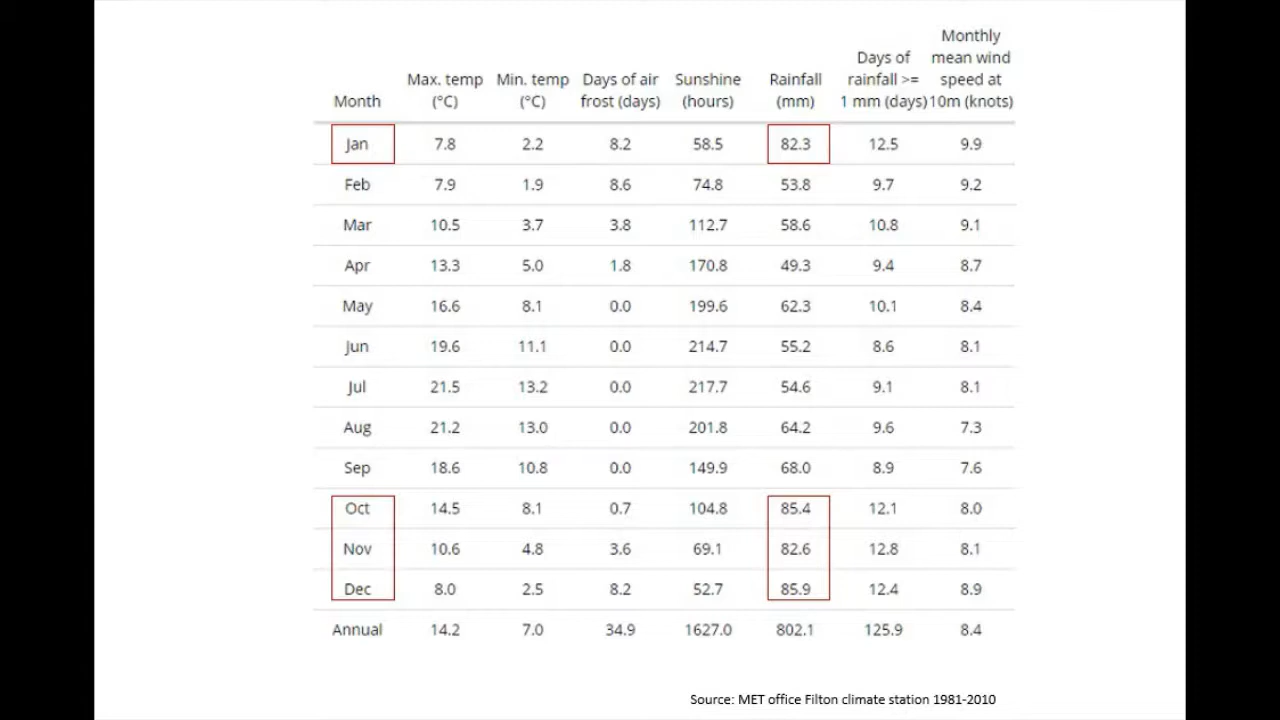 Month Max. temp (°C) Min. temp (°C) Days of air frost (days) Sunshine (hours) Rainfall (mm) Days of rainfall >= 1 mm (days) Monthly mean wind speed at 10m (knots)
Jan 7.8 2.2 8.2 58.5 82.3 12.5 9.9
Feb 7.9 1.9 8.6 74.8 53.8 9.7 9.2
Mar 10.5 3.7 3.8 112.7 58.6 10.8 9.1
Apr 13.3 5.0 1.8 170.8 49.3 9.4 8.7
May 16.6 8.1 0.0 199.6 62.3 10.1 8.4
Jun 19.6 11.1 0.0 214.7 55.2 8.6 8.1
Jul 21.5 13.2 0.0 217.7 54.6 9.1 8.1
Aug 21.2 13.0 0.0 201.8 64.2 9.6 7.3
Sep 18.6 10.8 0.0 149.9 68.0 8.9 7.6
Oct 14.5 8.1 0.7 104.8 85.4 12.1 8.0
Nov 10.6 4.8 3.6 69.1 82.6 12.8 8.1
Dec 8.0 2.5 8.2 52.7 85.9 12.4 8.9
Annual 14.2 7.0 34.9 1627.0 802.1 125.9 8.4
Source: MET office Filton climate station 1981-2010